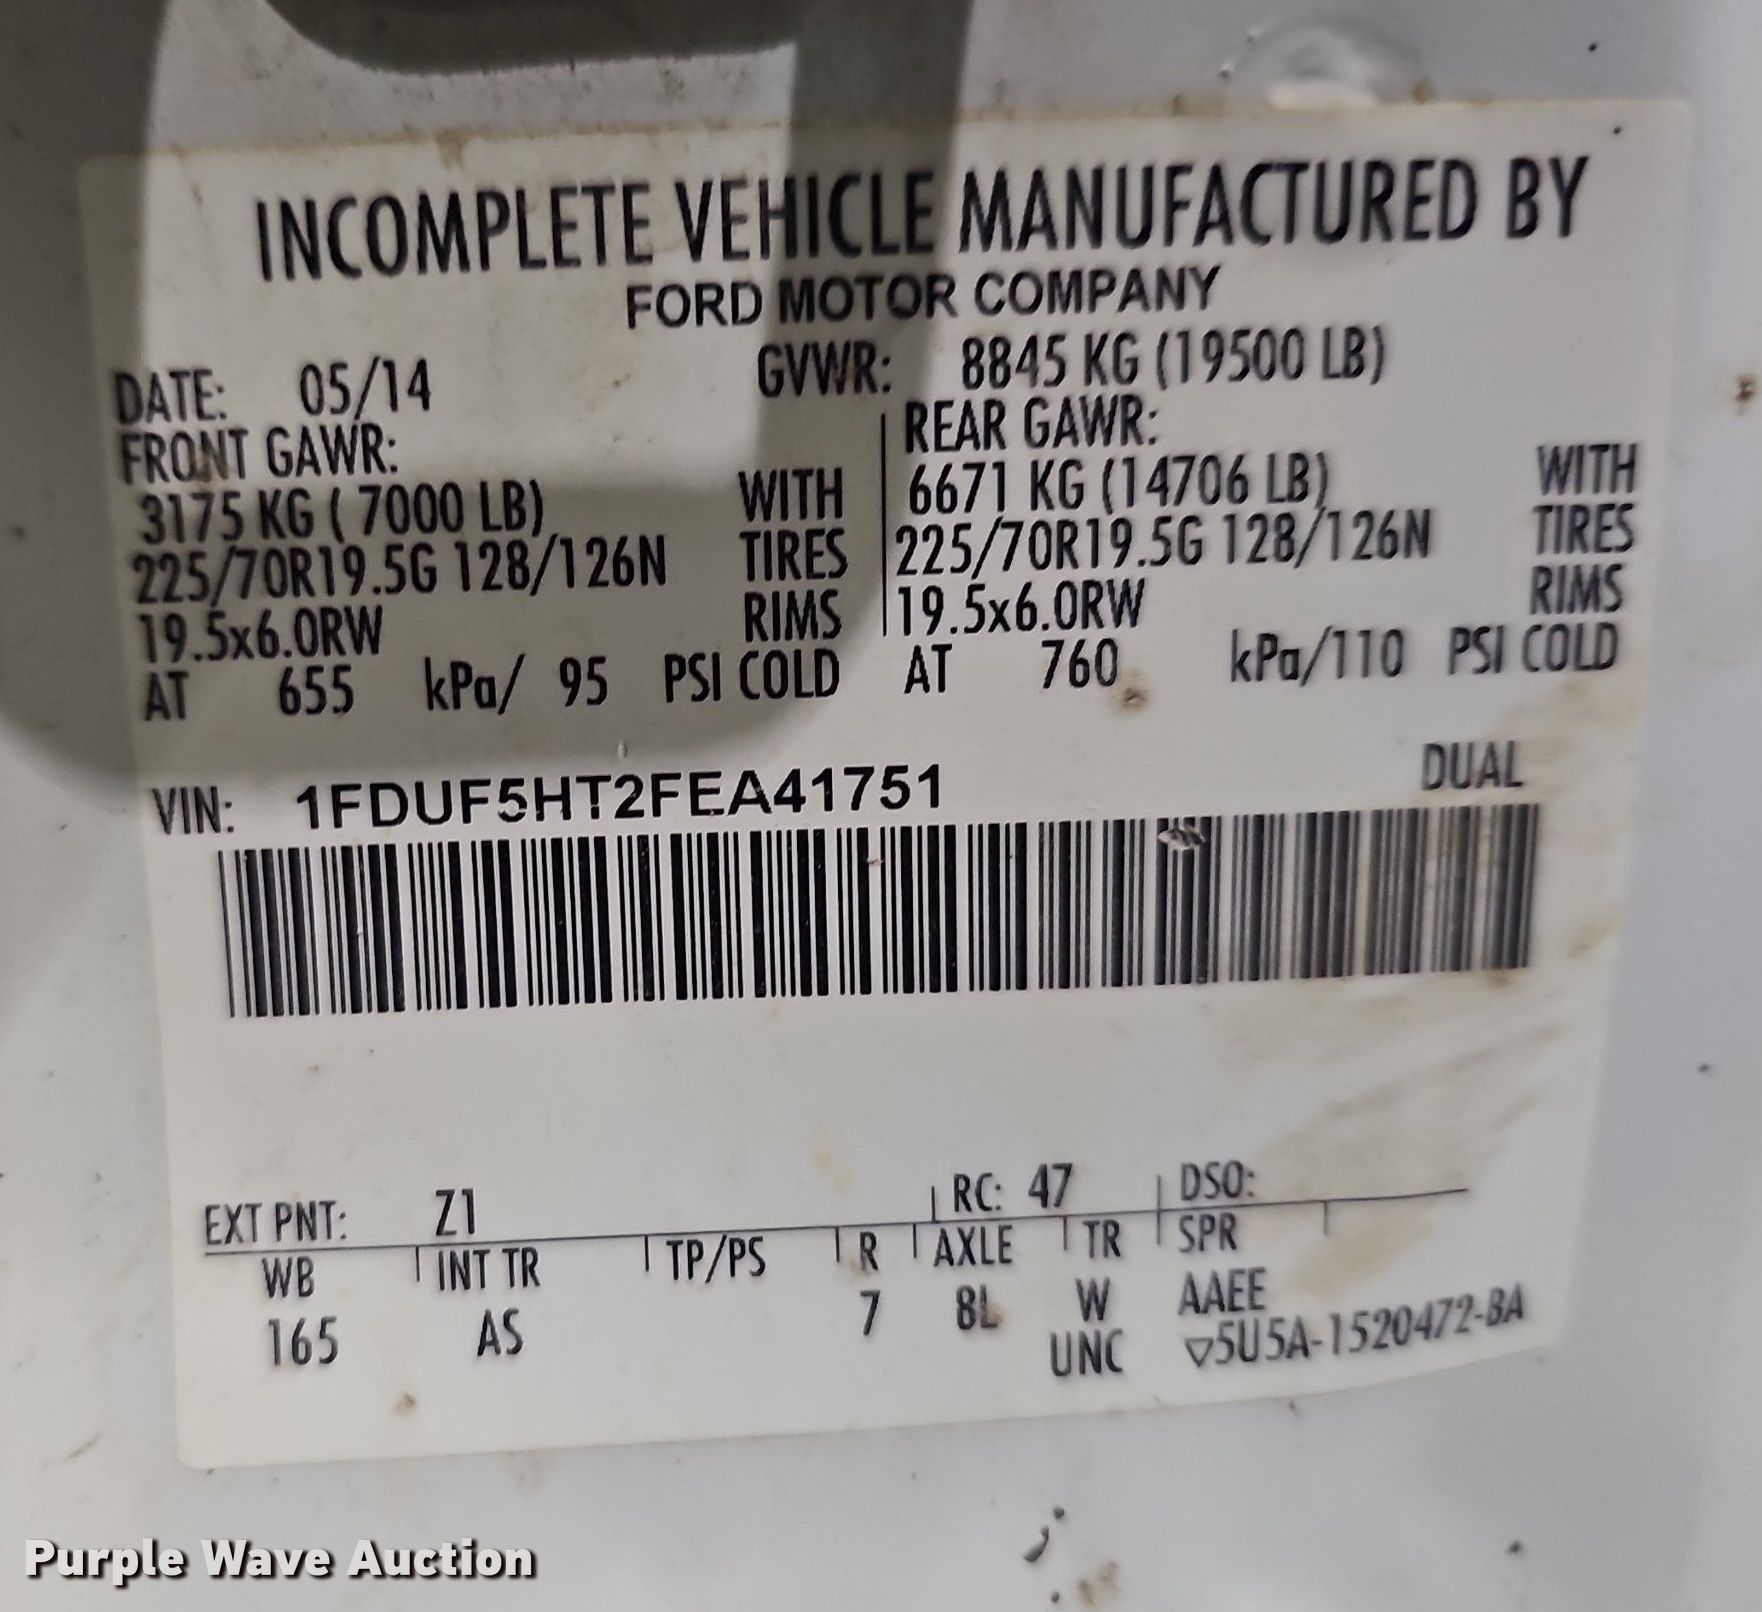 INCOMPLETE VEHICLE MANUFACTURED BY
FORD MOTOR COMPANY
DATE: 05/14 GVWR: 8845 KG (19500 LB)
FRONT GAWR: REAR GAWR:
3175 KG ( 7000 LB) WITH 6671 KG (14706 LB) WITH
225/70R19.5G 128/126N TIRES 225/70R19.5G 128/126N TIRES
19.5x6.0RW RIMS 19.5x6.0RW RIMS
AT 655 kPa/ 95 PSI COLD AT 760 kPa/110 PSI COLD
VIN: 1FDUF5HT2FEA41751 DUAL
EXT PNT: Z1 RC: 47 DSO:
WB INT TR TP/PS R AXLE TR SPR
165 AS 7 8L W AAEE
UNC ▽5U5A-1520472-BA
Purple Wave Auction